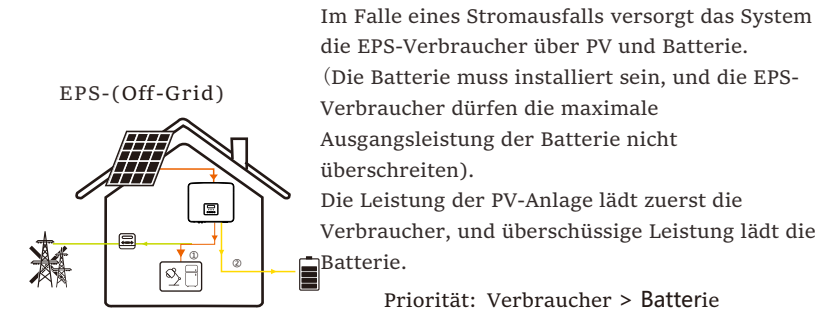 Im Falle eines Stromausfalls versorgt das System
die EPS-Verbraucher über PV und Batterie.
（Die Batterie muss installiert sein, und die EPS-
EPS-(Off-Grid)
Verbraucher dürfen die maximale
Ausgangsleistung der Batterie nicht
überschreiten).
Die Leistung der PV-Anlage lädt zuerst die
Verbraucher, und überschüssige Leistung lädt die
①
②
Batterie.
Priorität: Verbraucher > Batterie